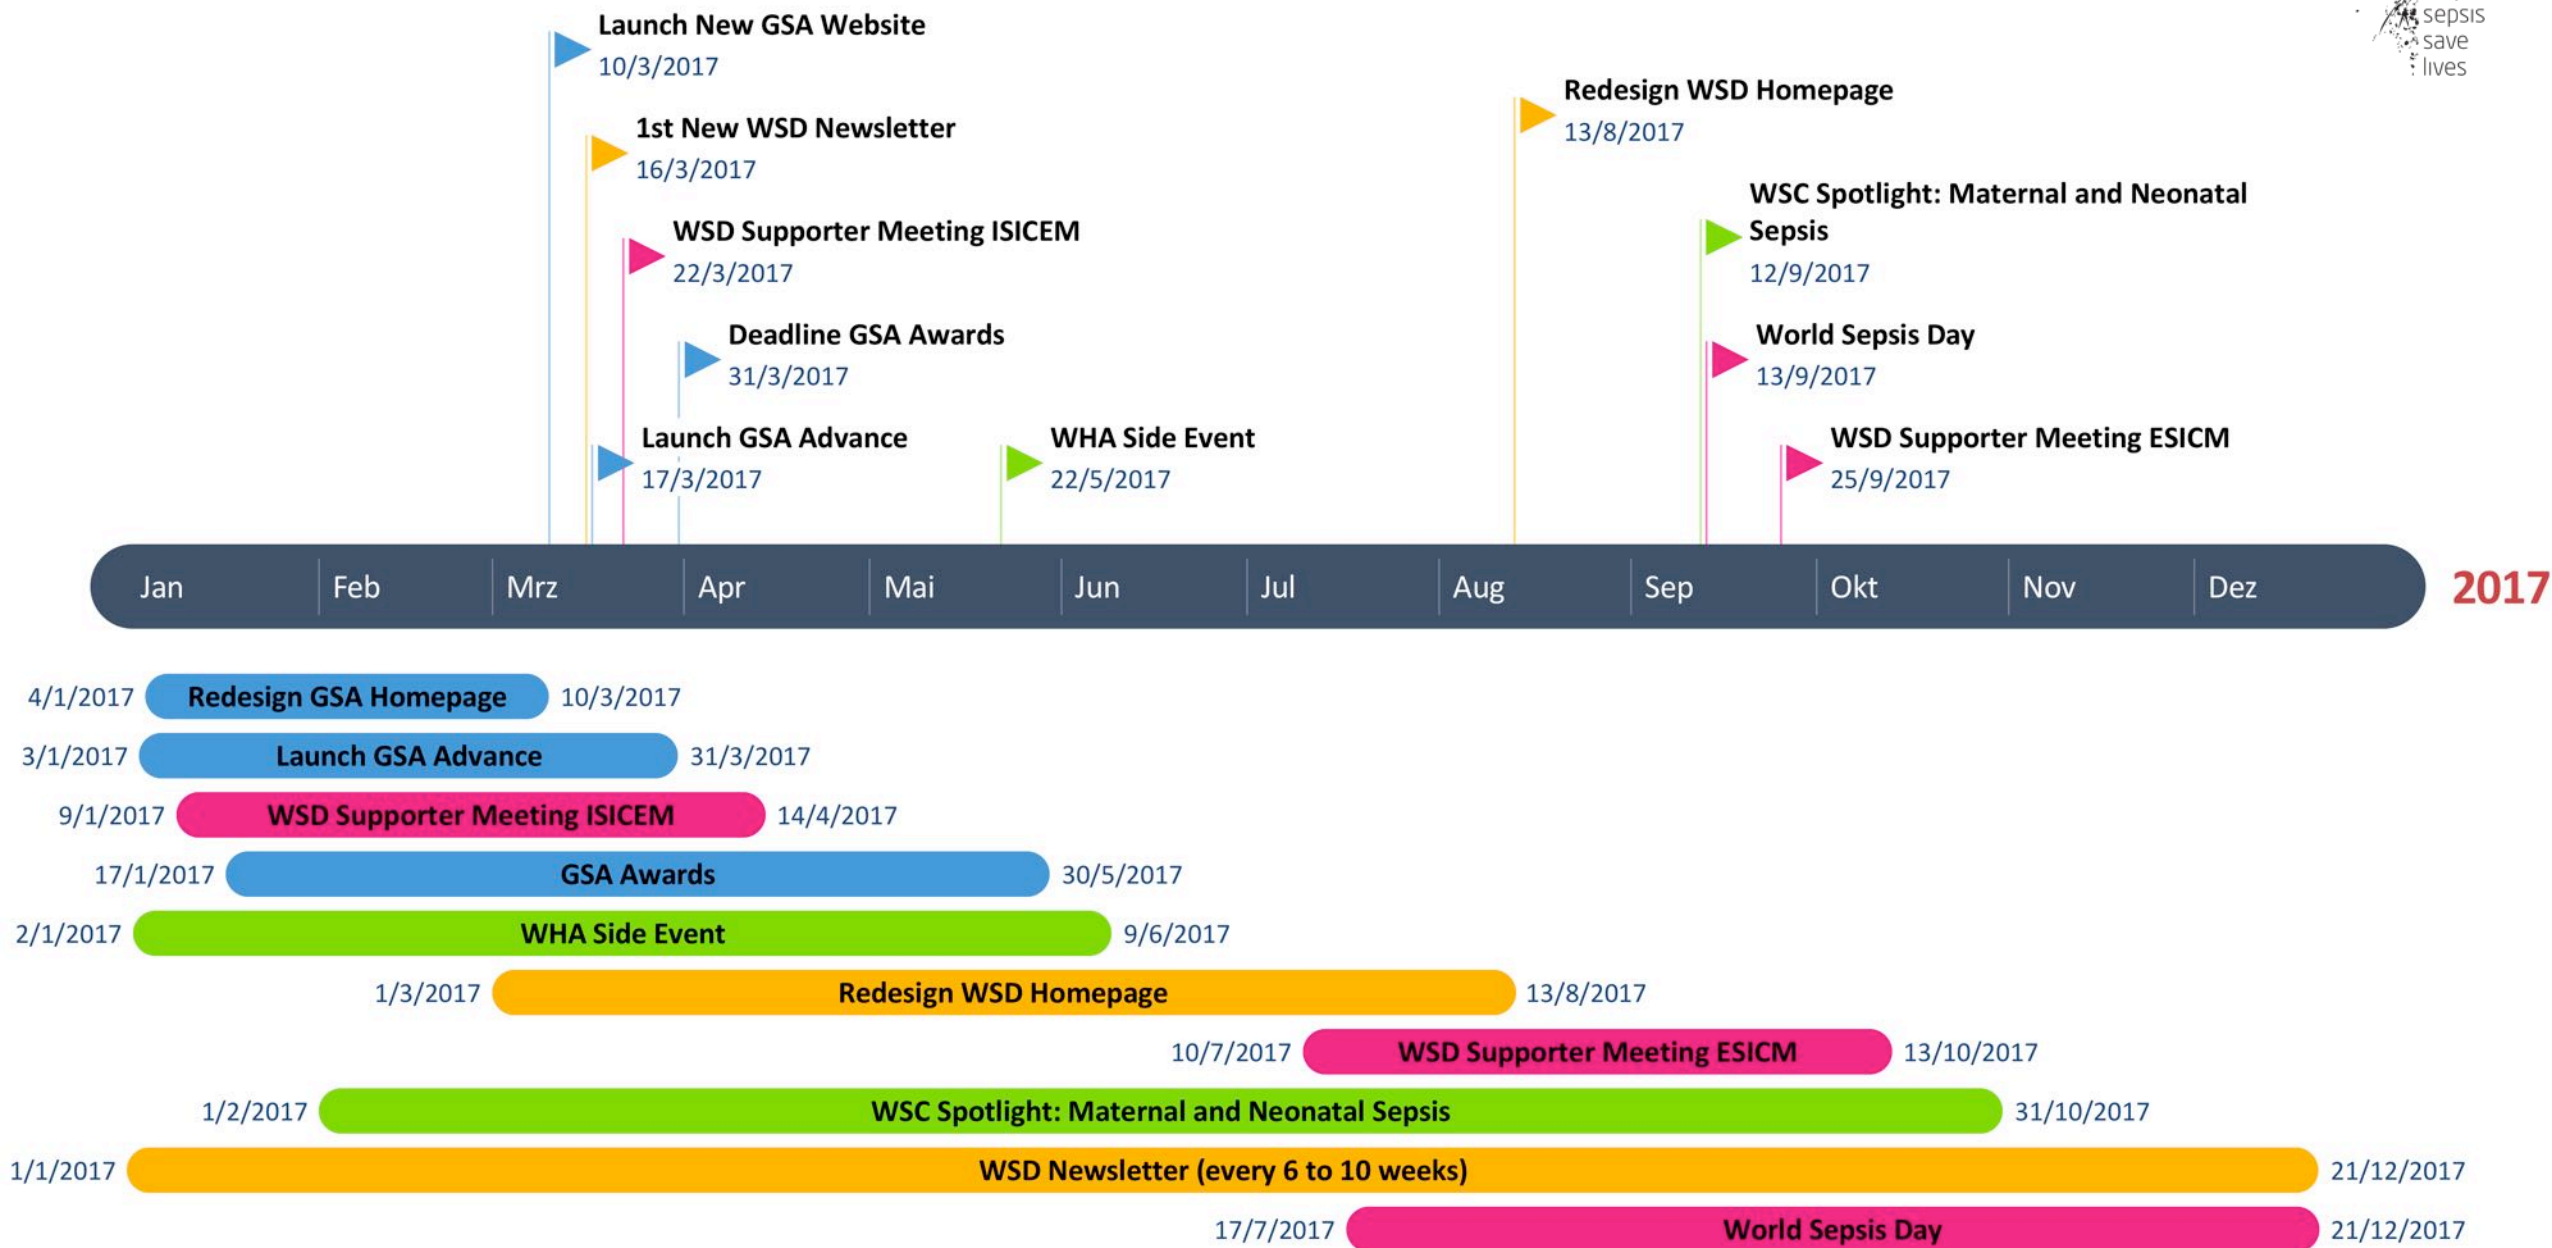 sepsis
save
lives
Launch New GSA Website
10/3/2017
1st New WSD Newsletter
16/3/2017
WSD Supporter Meeting ISICEM
22/3/2017
Deadline GSA Awards
31/3/2017
Launch GSA Advance
17/3/2017
WHA Side Event
22/5/2017
Redesign WSD Homepage
13/8/2017
WSC Spotlight: Maternal and Neonatal
Sepsis
12/9/2017
World Sepsis Day
13/9/2017
WSD Supporter Meeting ESICM
25/9/2017
Jan Feb Mrz Apr Mai Jun Jul Aug Sep Okt Nov Dez 2017
4/1/2017 Redesign GSA Homepage 10/3/2017
3/1/2017 Launch GSA Advance 31/3/2017
9/1/2017 WSD Supporter Meeting ISICEM 14/4/2017
17/1/2017 GSA Awards 30/5/2017
2/1/2017 WHA Side Event 9/6/2017
1/3/2017 Redesign WSD Homepage 13/8/2017
10/7/2017 WSD Supporter Meeting ESICM 13/10/2017
1/2/2017 WSC Spotlight: Maternal and Neonatal Sepsis 31/10/2017
1/1/2017 WSD Newsletter (every 6 to 10 weeks) 21/12/2017
17/7/2017 World Sepsis Day 21/12/2017